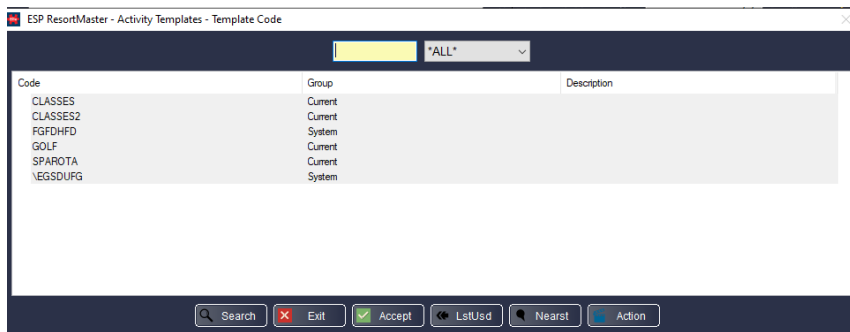 ESP ResortMaster - Activity Templates - Template Code
*ALL*
Code Group Description
CLASSES Current
CLASSES2 Current
FGFDHFD System
GOLF Current
SPAROTA Current
\EGSDUFG System
Search Exit Accept LstUsd Nearst Action